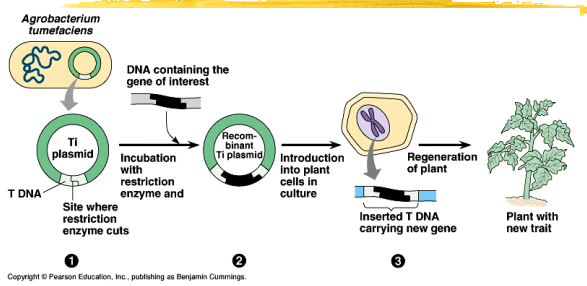 Agrobacterium
tumefaciens
DNA containing the
gene of interest
Ti
plasmid
T DNA
Site where
restriction
enzyme cuts
Incubation
with
restriction
enzyme and
Recom-
binant
Ti plasmid
Introduction
into plant
cells in
culture
Inserted T DNA
carrying new gene
Regeneration
of plant
Plant with
new trait
1
2
3
Copyright © Pearson Education, Inc., publishing as Benjamin Cummings.